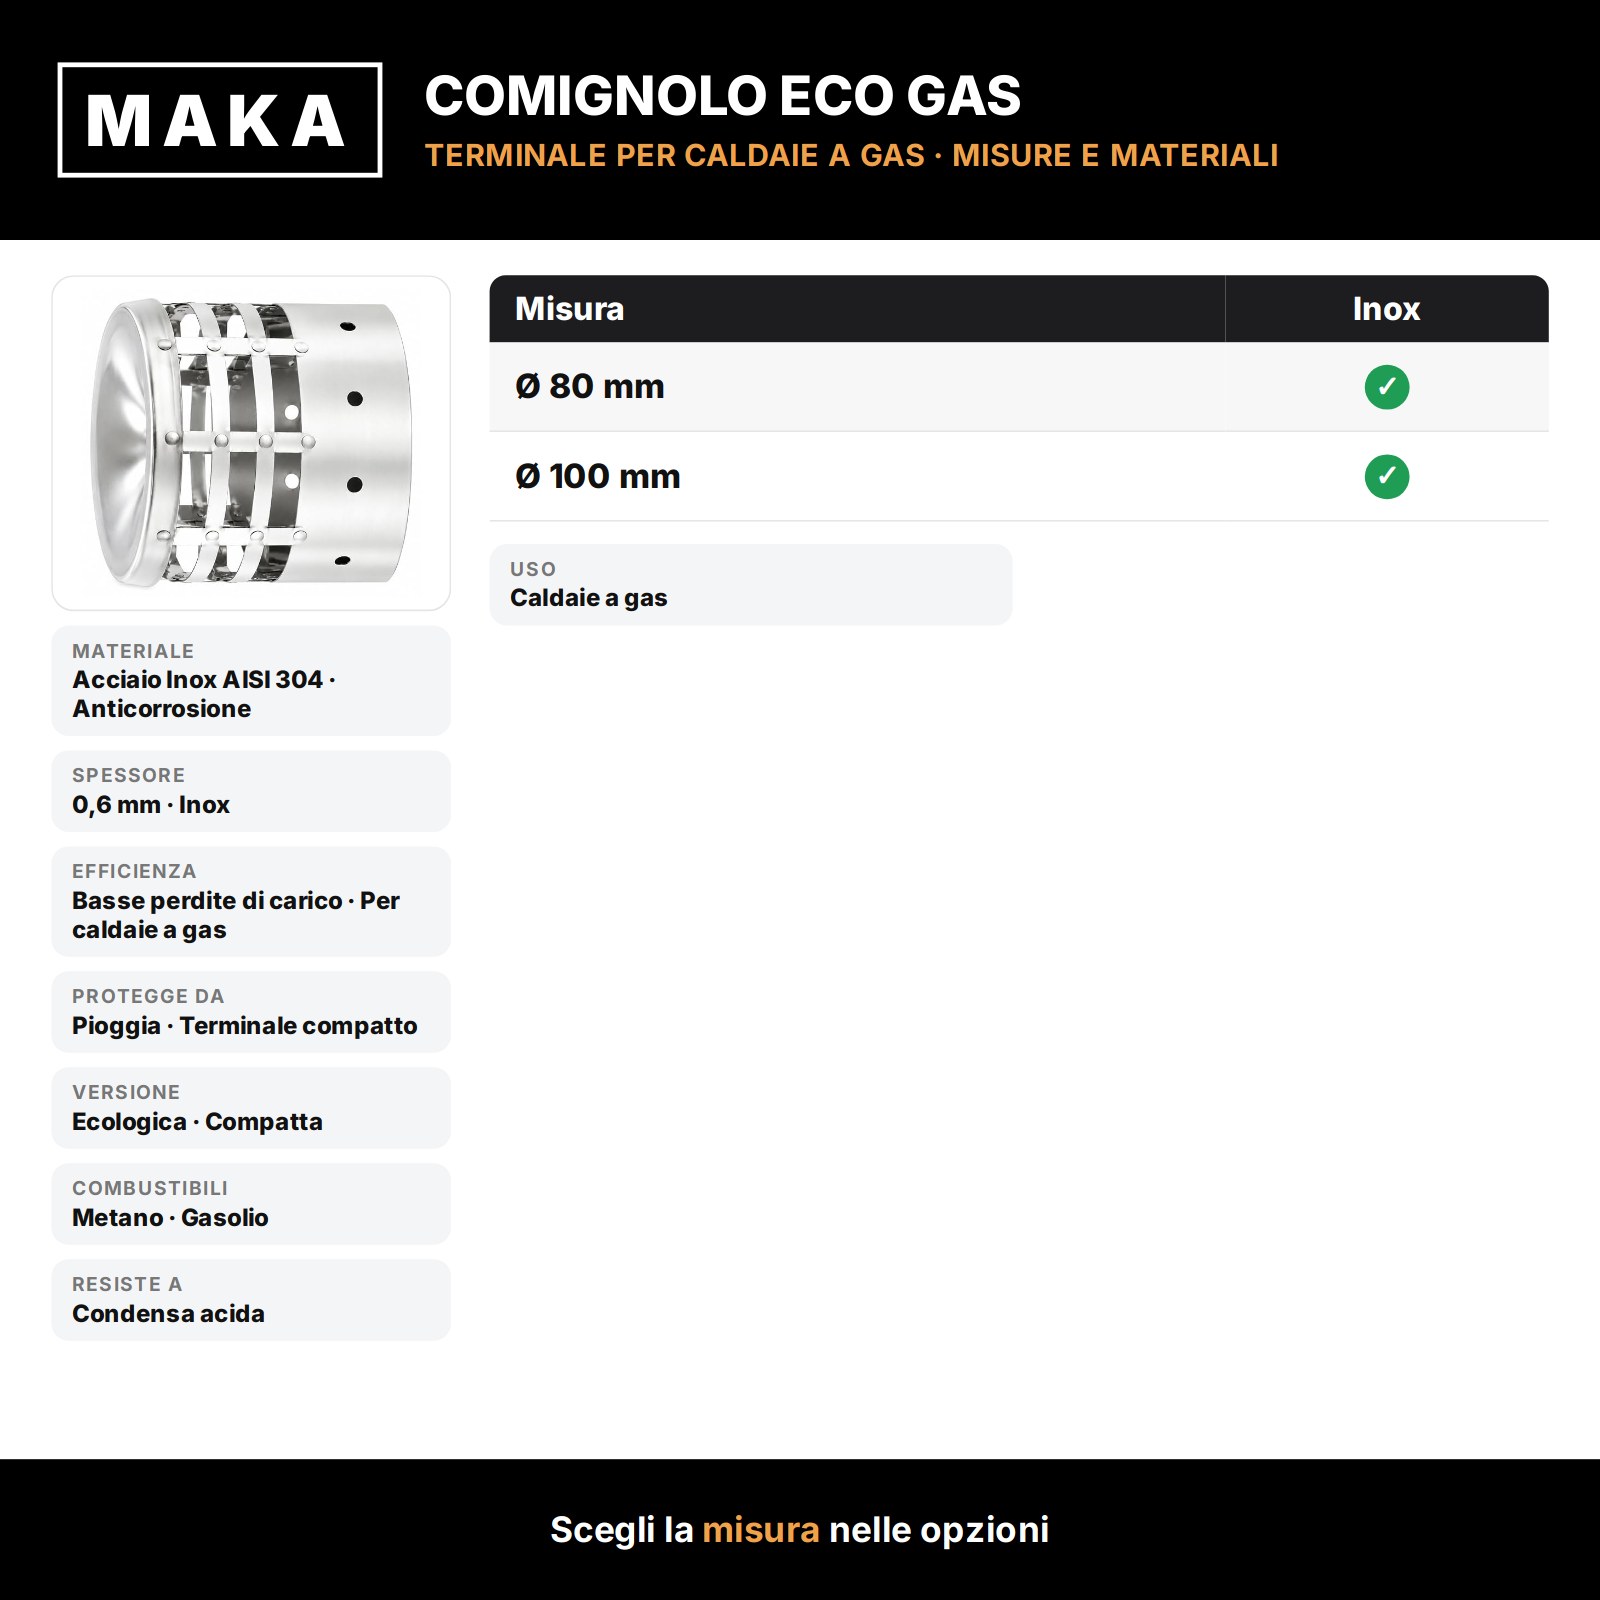 MAKA
COMIGNOLO ECO GAS
TERMINALE PER CALDAIE A GAS · MISURE E MATERIALI
Misura Inox
Ø 80 mm ✓
Ø 100 mm ✓
USO
Caldaie a gas
MATERIALE
Acciaio Inox AISI 304 ·
Anticorrosione
SPESSORE
0,6 mm · Inox
EFFICIENZA
Basse perdite di carico · Per
caldaie a gas
PROTEGGE DA
Pioggia · Terminale compatto
VERSIONE
Ecologica · Compatta
COMBUSTIBILI
Metano · Gasolio
RESISTE A
Condensa acida
Scegli la misura nelle opzioni